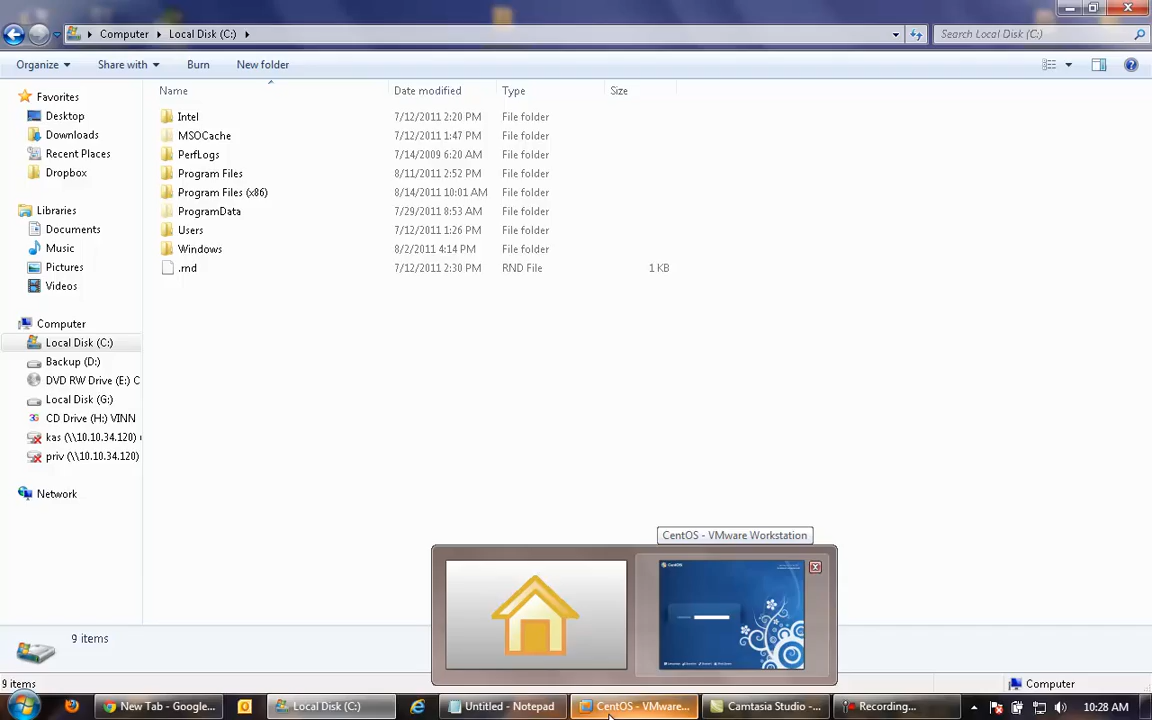 Computer Local Disk (C:)
Search Local Disk (C:)
Organize Share with Burn New folder
Name Date modified Type Size
Favorites
Desktop
Downloads
Recent Places
Dropbox
Libraries
Documents
Music
Pictures
Videos
Computer
Local Disk (C:)
Backup (D:)
DVD RW Drive (E:) C
Local Disk (G:)
3G CD Drive (H:) VINN
kas (\\10.10.34.120)
priv (\\10.10.34.120)
Network
Intel 7/12/2011 2:20 PM File folder
MSOCache 7/12/2011 1:47 PM File folder
PerfLogs 7/14/2009 6:20 AM File folder
Program Files 8/11/2011 2:52 PM File folder
Program Files (x86) 8/14/2011 10:01 AM File folder
ProgramData 7/29/2011 8:53 AM File folder
Users 7/12/2011 1:26 PM File folder
Windows 8/2/2011 4:14 PM File folder
.rnd 7/12/2011 2:30 PM RND File 1 KB
CentOS - VMware Workstation
CentOS
9 items
9 items Computer
New Tab - Google... Local Disk (C:) Untitled - Notepad CentOS - VMware... Camtasia Studio -... Recording... 10:28 AM